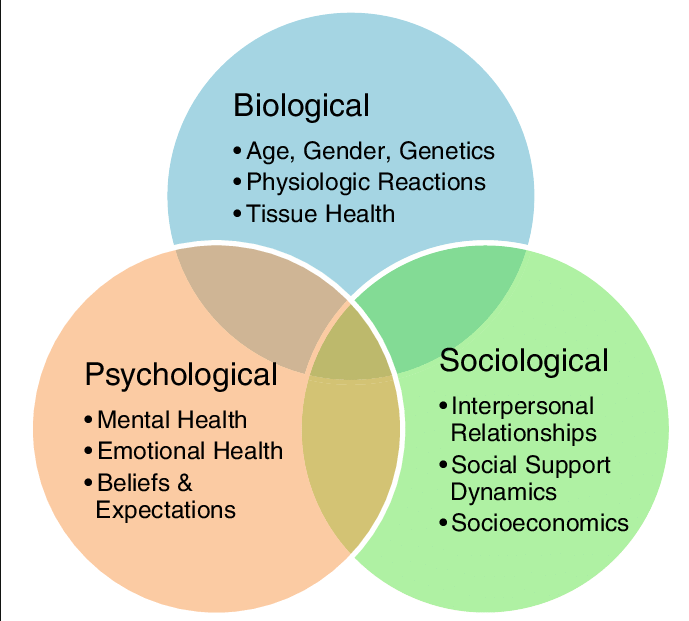 Biological
• Age, Gender, Genetics
• Physiologic Reactions
• Tissue Health
Psychological
• Mental Health
• Emotional Health
• Beliefs &
Expectations
Sociological
• Interpersonal
Relationships
• Social Support
Dynamics
• Socioeconomics